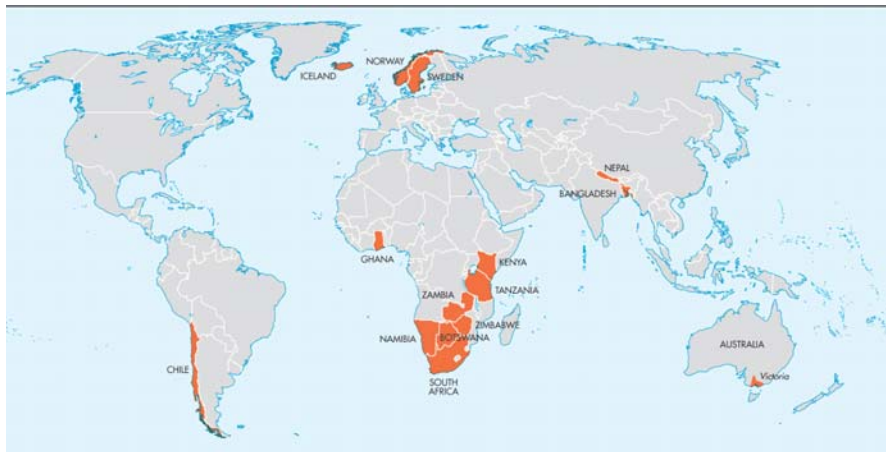 NORWAY
ICELAND
SWEDEN
NEPAL
BANGLADESH
GHANA
KENYA
TANZANIA
ZAMBIA
ZIMBABWE
NAMIBIA
BOTSWANA
AUSTRALIA
CHILE
Victoria
SOUTH
AFRICA